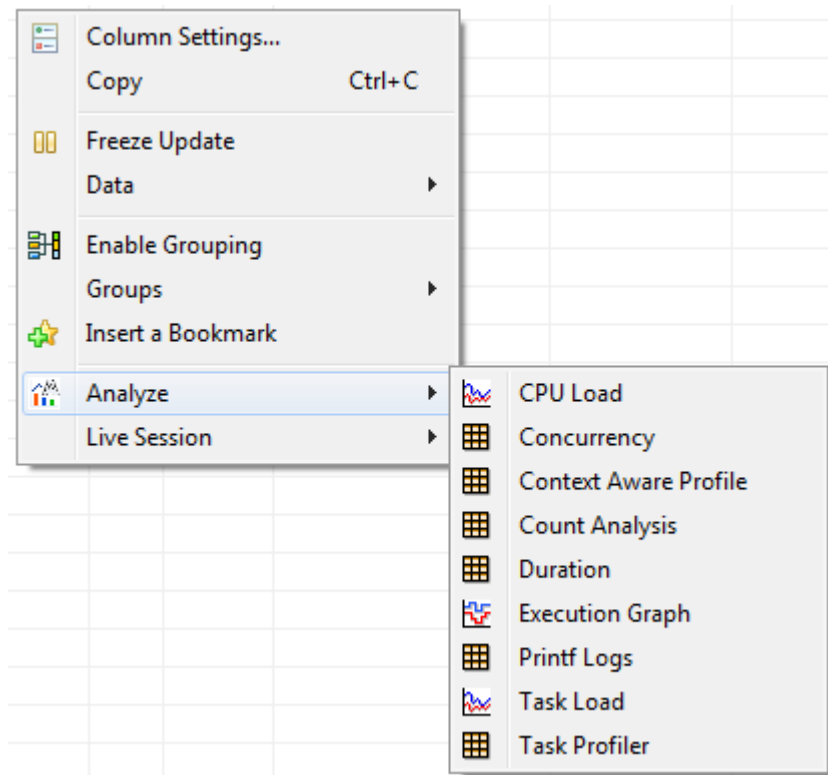 Column Settings...
Copy Ctrl+C
Freeze Update
Data
Enable Grouping
Groups
Insert a Bookmark
Analyze
Live Session
CPU Load
Concurrency
Context Aware Profile
Count Analysis
Duration
Execution Graph
Printf Logs
Task Load
Task Profiler